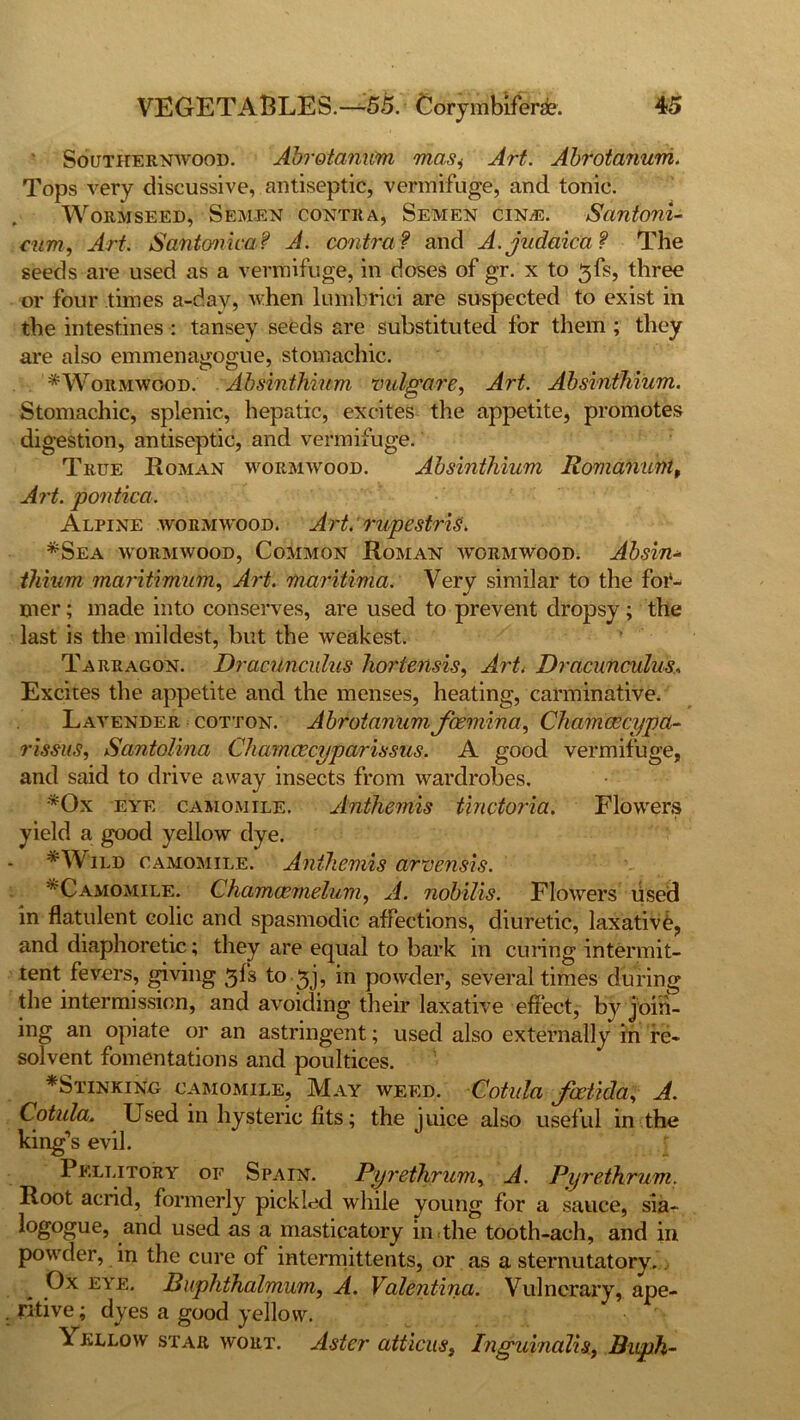 VEGETABLES.—55. Corymbiferæ. 45
Southernwood. Abrotanum mas, Art. Abrotanum.
Tops very discussive, antiseptic, vermifuge, and tonic.
Wormseed, Semen contra, Semen cinæ. Santoni-
cum, Art. Santonica? A. contra? and A. judaica? The
seeds are used as a vermifuge, in doses of gr. x to ʒfs, three
or four times a-day, when lumbrici are suspected to exist in
the intestines: tansey seeds are substituted for them; they
are also emmenagogue, stomachic.
*Wormwood. Absinthium vulgare, Art. Absinthium.
Stomachic, splenic, hepatic, excites the appetite, promotes
digestion, antiseptic, and vermifuge.
True Roman wormwood. Absinthium Romanum,
Art. pontica.
Alpine wormwood. Art. rupestris.
*Sea wormwood, Common Roman wormwood. Absin-
thium maritimum, Art. maritima. Very similar to the for-
mer; made into conserves, are used to prevent dropsy; the
last is the mildest, but the weakest.
Tarragon. Dracunculus hortensis, Art. Dracunculus.
Excites the appetite and the menses, heating, carminative.
Lavender cotton. Abrotanum fœmina, Chamœcypa-
rissus, Santolina Chamœcyparissus. A good vermifuge,
and said to drive away insects from wardrobes.
*Ox eye camomile. Anthemis tinctoria. Flowers
yield a good yellow dye.
*Wild camomile. Anthemis arvensis.
*Camomile. Chamœmelum, A. nobilis. Flowers used
in flatulent colic and spasmodic affections, diuretic, laxative,
and diaphoretic; they are equal to bark in curing intermit-
tent fevers, giving ʒfs to ʒj, in powder, several times during
the intermission, and avoiding their laxative effect, by join-
ing an opiate or an astringent; used also externally in re-
solvent fomentations and poultices.
*Stinking camomile, May weed. Cotula fœtida, A.
Cotula. Used in hysteric fits; the juice also useful in the
king's evil.
Pellitory of Spain. Pyrethrum, A. Pyrethrum.
Root acrid, formerly pickled while young for a sauce, sia-
logogue, and used as a masticatory in the tooth-ach, and in
powder, in the cure of intermittents, or as a sternutatory.
Ox eye. Buphthalmum, A. Valentina. Vulnerary, ape-
ritive; dyes a good yellow.
Yellow star wort. Aster atticus, Inguinalis, Buph-